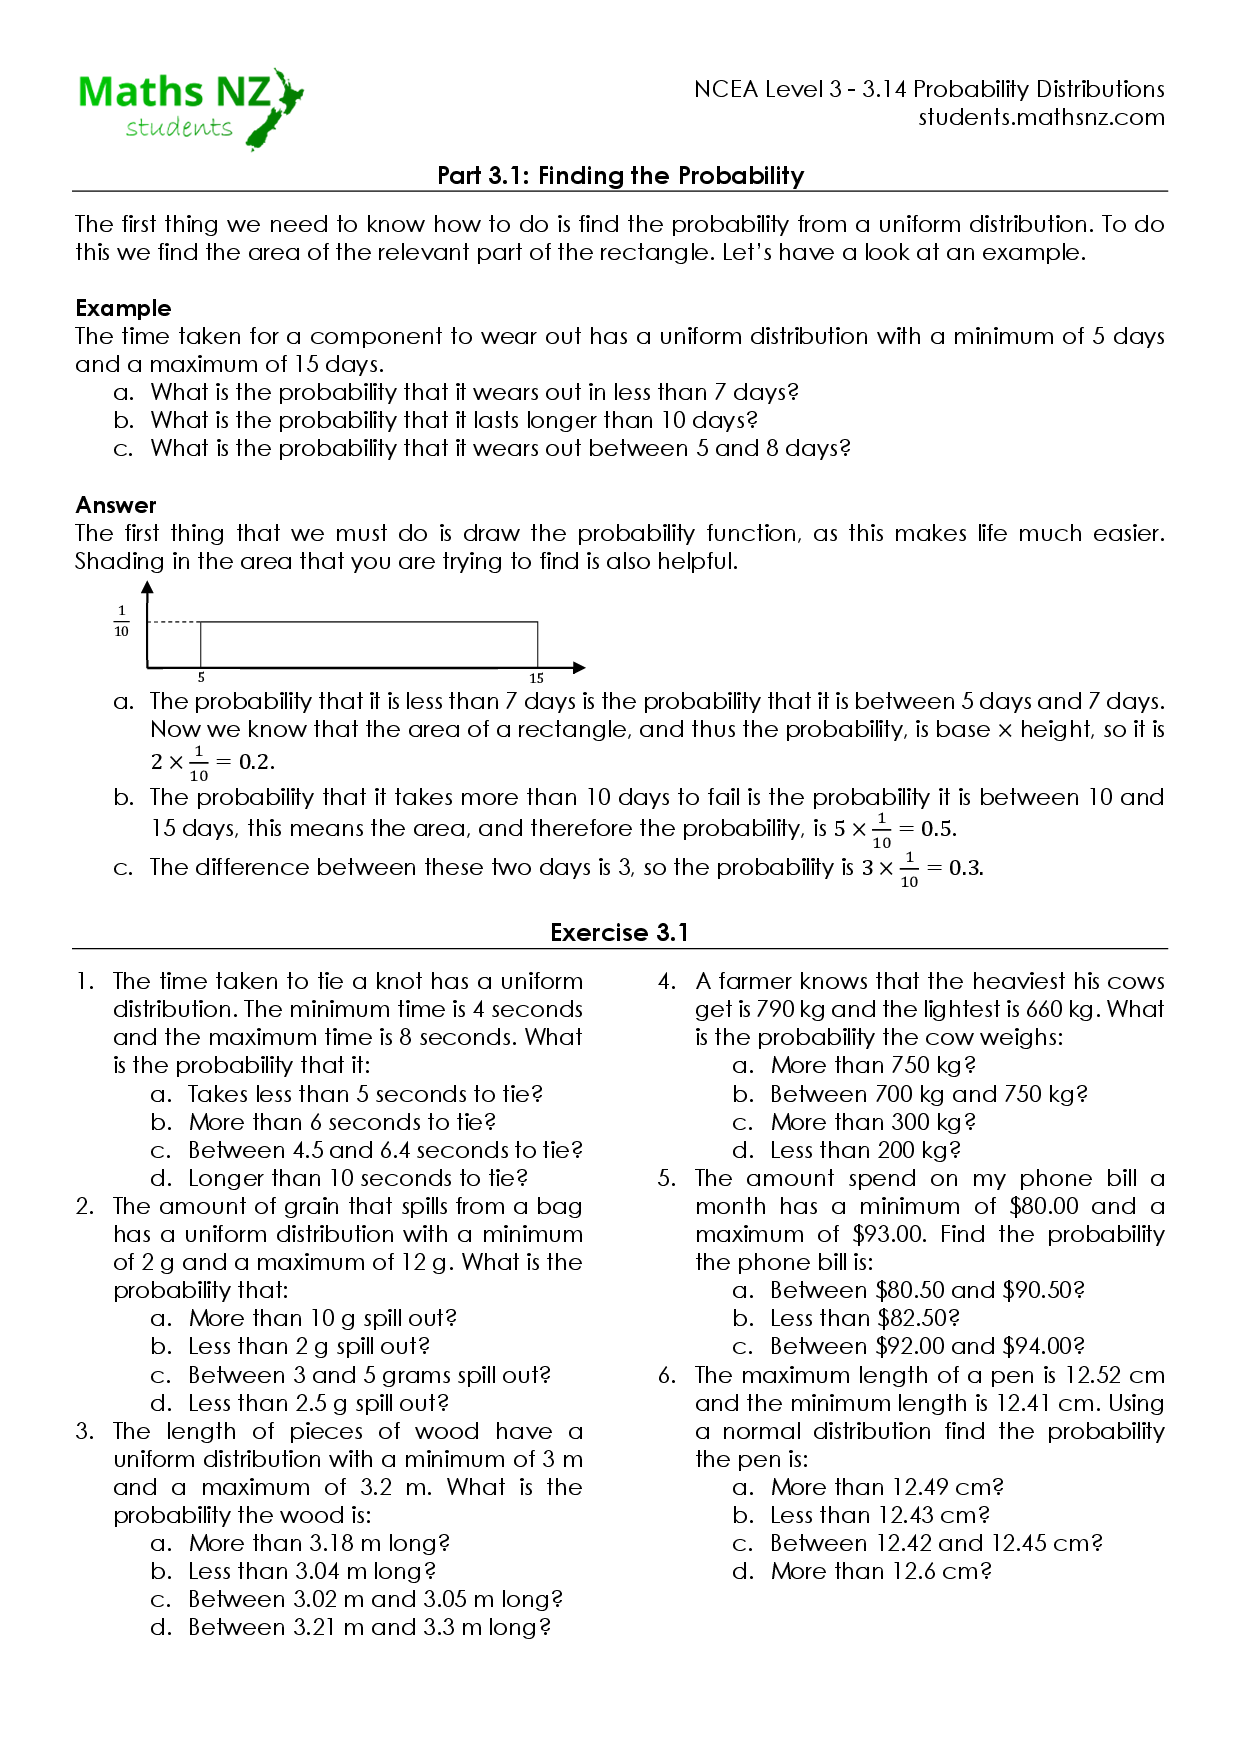 Maths NZ
students
NCEA Level 3 - 3.14 Probability Distributions
students.mathsnz.com
Part 3.1: Finding the Probability
The first thing we need to know how to do is find the probability from a uniform distribution. To do
this we find the area of the relevant part of the rectangle. Let's have a look at an example.
Example
The time taken for a component to wear out has a uniform distribution with a minimum of 5 days
and a maximum of 15 days.
a. What is the probability that it wears out in less than 7 days?
b. What is the probability that it lasts longer than 10 days?
c. What is the probability that it wears out between 5 and 8 days?
Answer
The first thing that we must do is draw the probability function, as this makes life much easier.
Shading in the area that you are trying to find is also helpful.
1/10
5 15
a. The probability that it is less than 7 days is the probability that it is between 5 days and 7 days.
Now we know that the area of a rectangle, and thus the probability, is base × height, so it is
2 × 1/10 = 0.2.
b. The probability that it takes more than 10 days to fail is the probability it is between 10 and
15 days, this means the area, and therefore the probability, is 5 × 1/10 = 0.5.
c. The difference between these two days is 3, so the probability is 3 × 1/10 = 0.3.
Exercise 3.1
1. The time taken to tie a knot has a uniform
distribution. The minimum time is 4 seconds
and the maximum time is 8 seconds. What
is the probability that it:
a. Takes less than 5 seconds to tie?
b. More than 6 seconds to tie?
c. Between 4.5 and 6.4 seconds to tie?
d. Longer than 10 seconds to tie?
2. The amount of grain that spills from a bag
has a uniform distribution with a minimum
of 2 g and a maximum of 12 g. What is the
probability that:
a. More than 10 g spill out?
b. Less than 2 g spill out?
c. Between 3 and 5 grams spill out?
d. Less than 2.5 g spill out?
3. The length of pieces of wood have a
uniform distribution with a minimum of 3 m
and a maximum of 3.2 m. What is the
probability the wood is:
a. More than 3.18 m long?
b. Less than 3.04 m long?
c. Between 3.02 m and 3.05 m long?
d. Between 3.21 m and 3.3 m long?
4. A farmer knows that the heaviest his cows
get is 790 kg and the lightest is 660 kg. What
is the probability the cow weighs:
a. More than 750 kg?
b. Between 700 kg and 750 kg?
c. More than 300 kg?
d. Less than 200 kg?
5. The amount spend on my phone bill a
month has a minimum of $80.00 and a
maximum of $93.00. Find the probability
the phone bill is:
a. Between $80.50 and $90.50?
b. Less than $82.50?
c. Between $92.00 and $94.00?
6. The maximum length of a pen is 12.52 cm
and the minimum length is 12.41 cm. Using
a normal distribution find the probability
the pen is:
a. More than 12.49 cm?
b. Less than 12.43 cm?
c. Between 12.42 and 12.45 cm?
d. More than 12.6 cm?